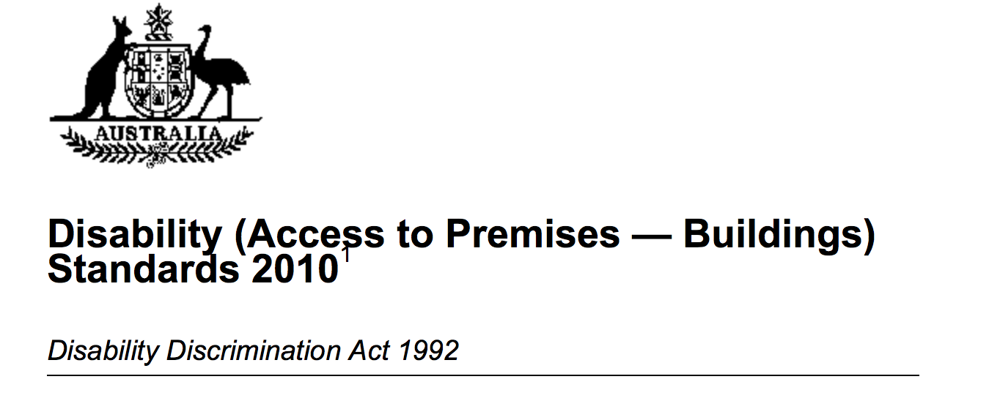 AUSTRALIA
Disability (Access to Premises — Buildings)
Standards 2010¹
Disability Discrimination Act 1992